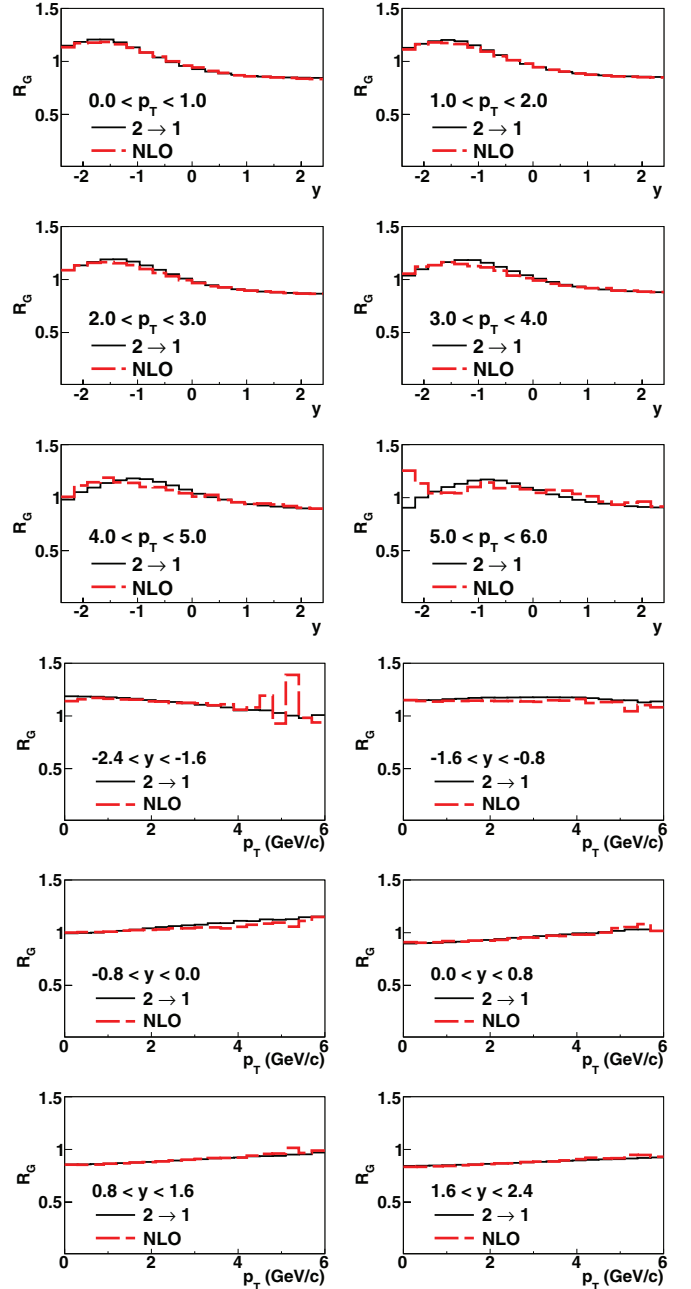 1.5
1
0.5
R_G
0.0 < p_T < 1.0
2 → 1
NLO
-2 -1 0 1 2
y
1.5
1
0.5
R_G
1.0 < p_T < 2.0
2 → 1
NLO
-2 -1 0 1 2
y
1.5
1
0.5
R_G
2.0 < p_T < 3.0
2 → 1
NLO
-2 -1 0 1 2
y
1.5
1
0.5
R_G
3.0 < p_T < 4.0
2 → 1
NLO
-2 -1 0 1 2
y
1.5
1
0.5
R_G
4.0 < p_T < 5.0
2 → 1
NLO
-2 -1 0 1 2
y
1.5
1
0.5
R_G
5.0 < p_T < 6.0
2 → 1
NLO
-2 -1 0 1 2
y
1.5
1
0.5
R_G
-2.4 < y < -1.6
2 → 1
NLO
0 2 4 6
p_T (GeV/c)
1.5
1
0.5
R_G
-1.6 < y < -0.8
2 → 1
NLO
0 2 4 6
p_T (GeV/c)
1.5
1
0.5
R_G
-0.8 < y < 0.0
2 → 1
NLO
0 2 4 6
p_T (GeV/c)
1.5
1
0.5
R_G
0.0 < y < 0.8
2 → 1
NLO
0 2 4 6
p_T (GeV/c)
1.5
1
0.5
R_G
0.8 < y < 1.6
2 → 1
NLO
0 2 4 6
p_T (GeV/c)
1.5
1
0.5
R_G
1.6 < y < 2.4
2 → 1
NLO
0 2 4 6
p_T (GeV/c)